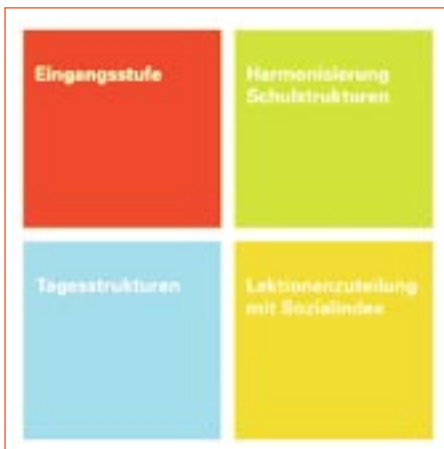 Eingangsstufe
Harmonisierung
Schulstrukturen
Tagesstrukturen
Lektionenzuteilung
mit Sozialindex